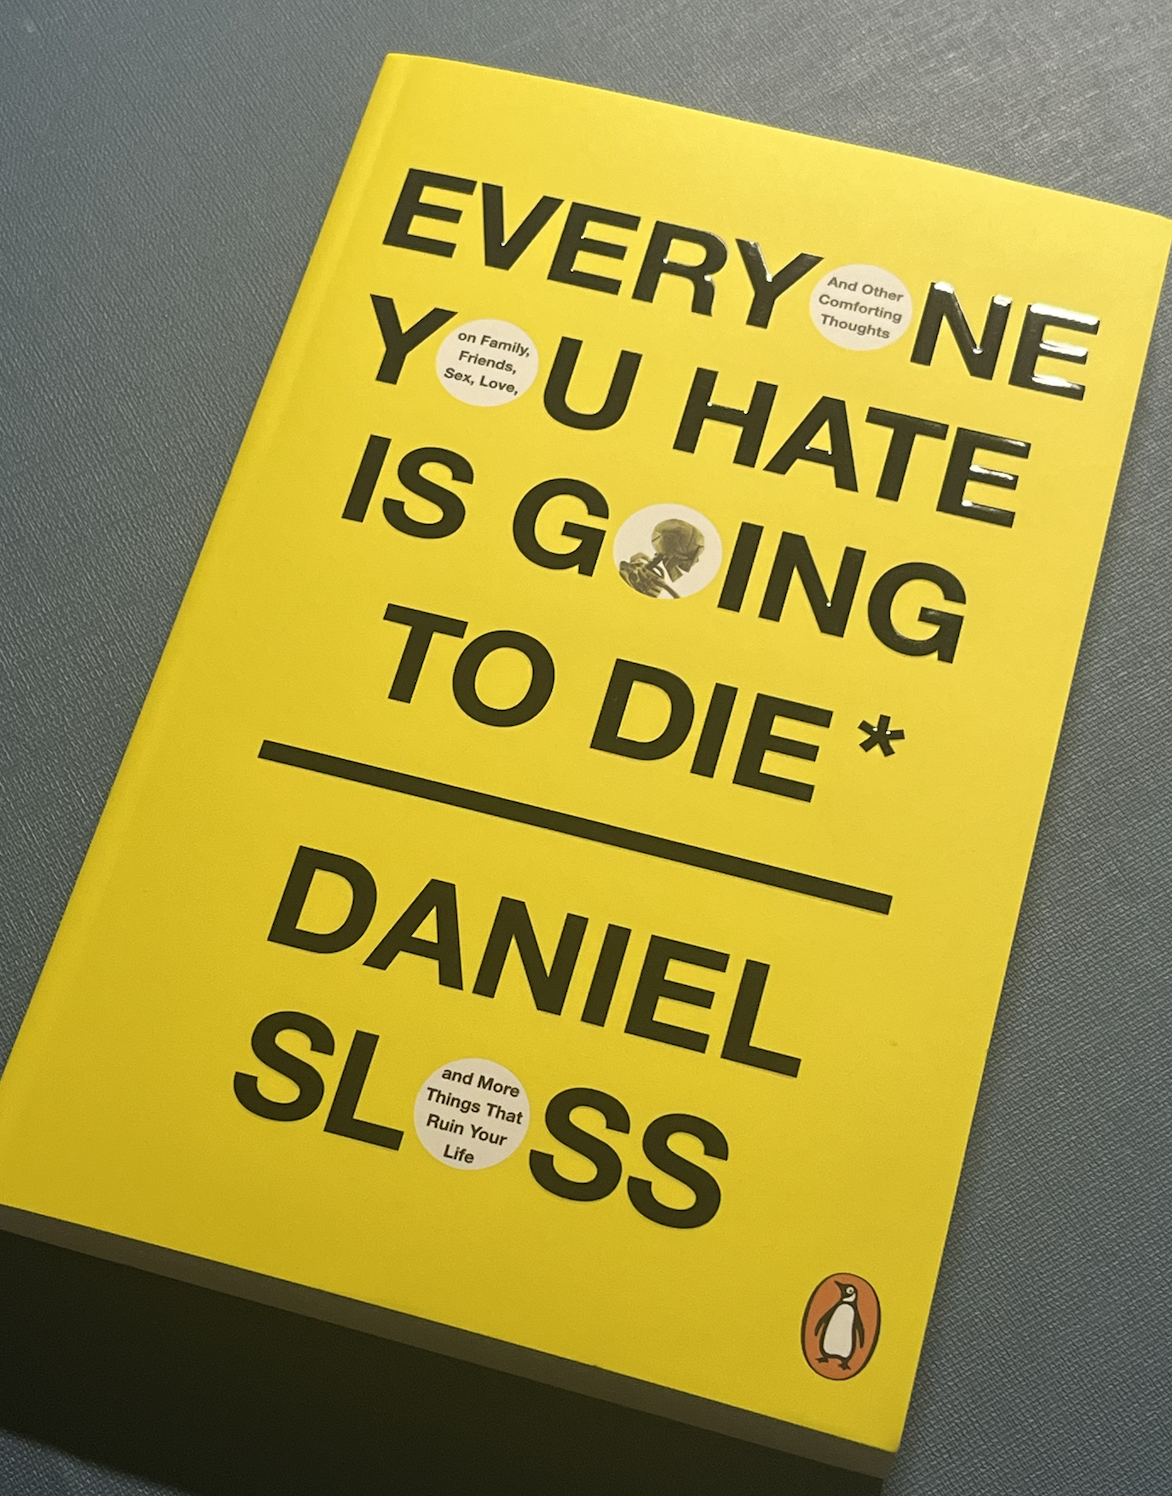 EVERY NE
And Other
Comforting
Thoughts
Y U HATE
on Family,
Friends,
Sex, Love,
IS G ING
TO DIE*
DANIEL
SL SS
and More
Things That
Ruin Your
Life